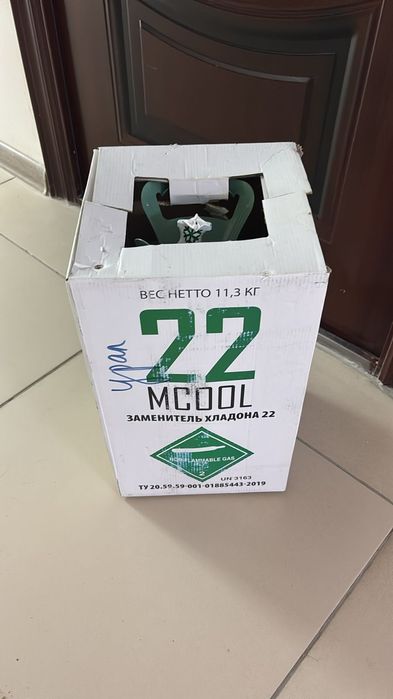 ВЕС НЕТТО 11,3 КГ
22
Урал
MCOOL
ЗАМЕНИТЕЛЬ ХЛАДОНА 22
NON-FLAMMABLE GAS
2
UN 3163
ТУ 20.59.59-001-01885443-2019